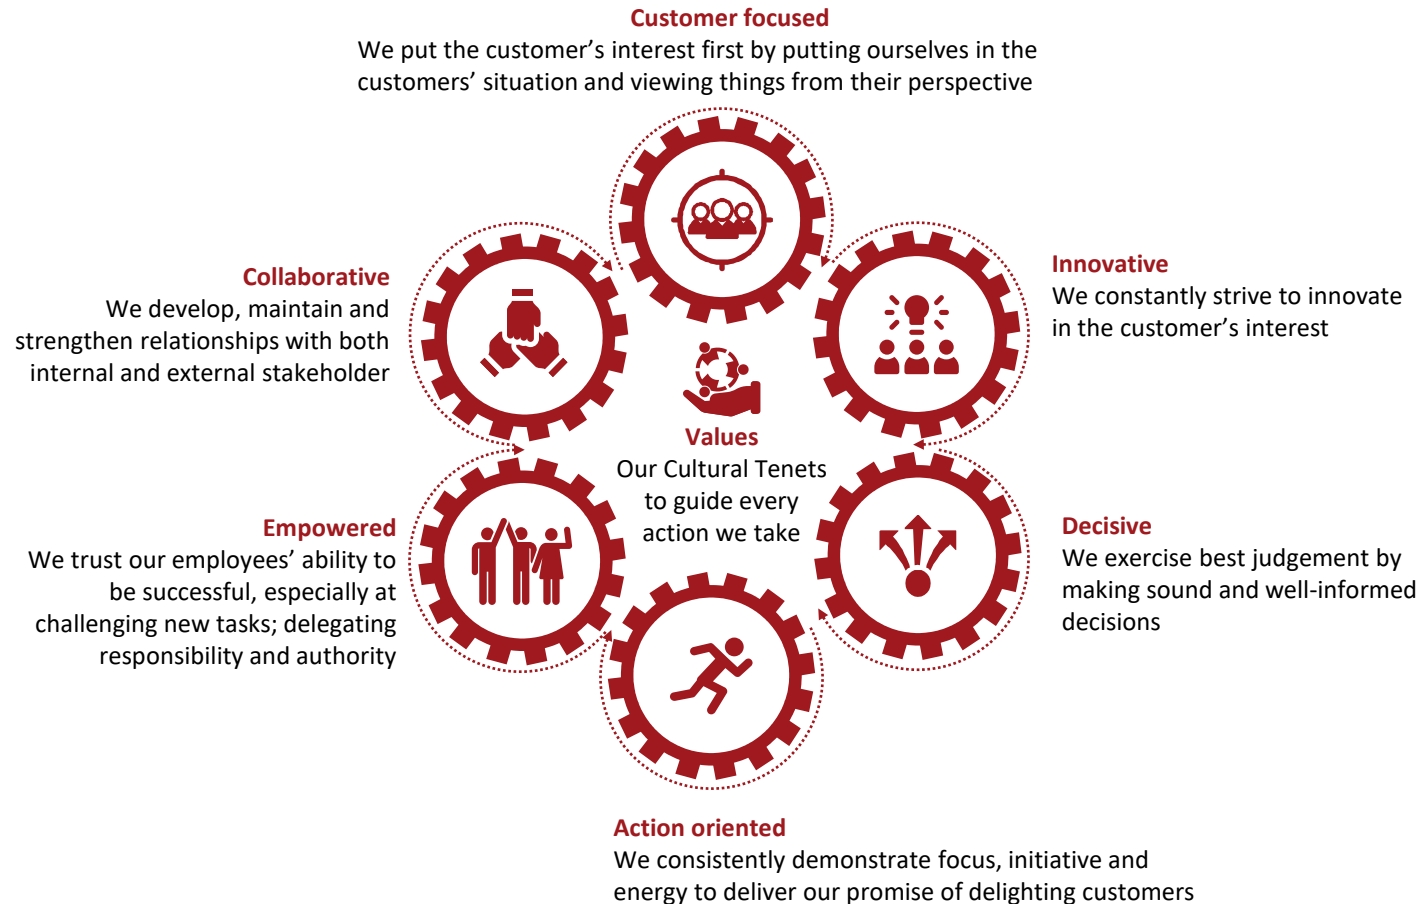 Customer focused
We put the customer’s interest first by putting ourselves in the
customers’ situation and viewing things from their perspective
Collaborative
We develop, maintain and
strengthen relationships with both
internal and external stakeholder
Innovative
We constantly strive to innovate
in the customer’s interest
Values
Our Cultural Tenets
to guide every
action we take
Empowered
We trust our employees’ ability to
be successful, especially at
challenging new tasks; delegating
responsibility and authority
Decisive
We exercise best judgement by
making sound and well-informed
decisions
Action oriented
We consistently demonstrate focus, initiative and
energy to deliver our promise of delighting customers